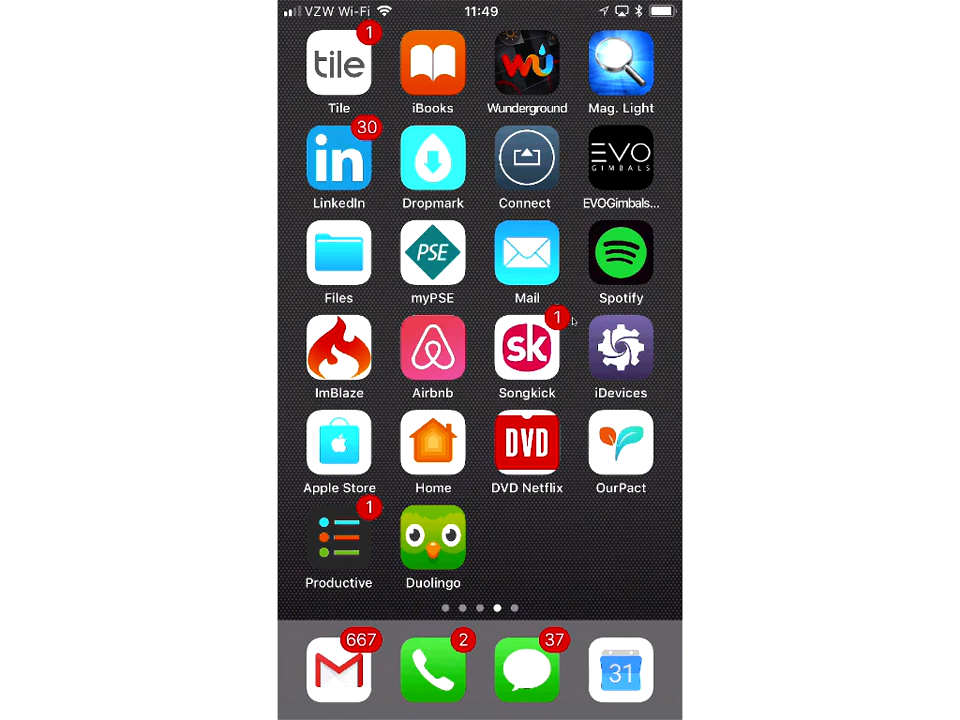 VZW Wi-Fi 11:49
1
tile
WU
Tile iBooks Wunderground Mag. Light
30
in EVO
GIMBALS
LinkedIn Dropmark Connect EVOGimbals...
PSE
Files myPSE Mail Spotify
1
sk
ImBlaze Airbnb Songkick iDevices
DVD
Apple Store Home DVD Netflix OurPact
1
Productive Duolingo
667 2 37
31